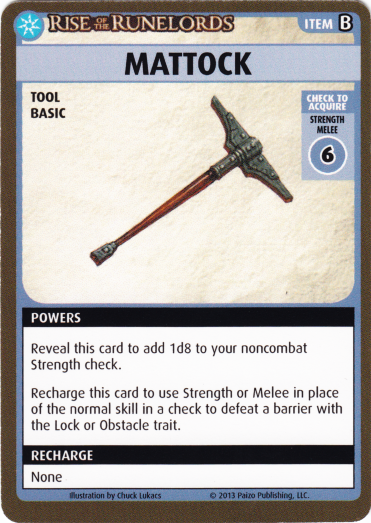 RISE OF THE RUNELORDS
ITEM B
MATTOCK
TOOL
BASIC
CHECK TO
ACQUIRE
STRENGTH
MELEE
6
POWERS
Reveal this card to add 1d8 to your noncombat
Strength check.
Recharge this card to use Strength or Melee in place
of the normal skill in a check to defeat a barrier with
the Lock or Obstacle trait.
RECHARGE
None
Illustration by Chuck Lukacs
© 2013 Paizo Publishing, LLC.